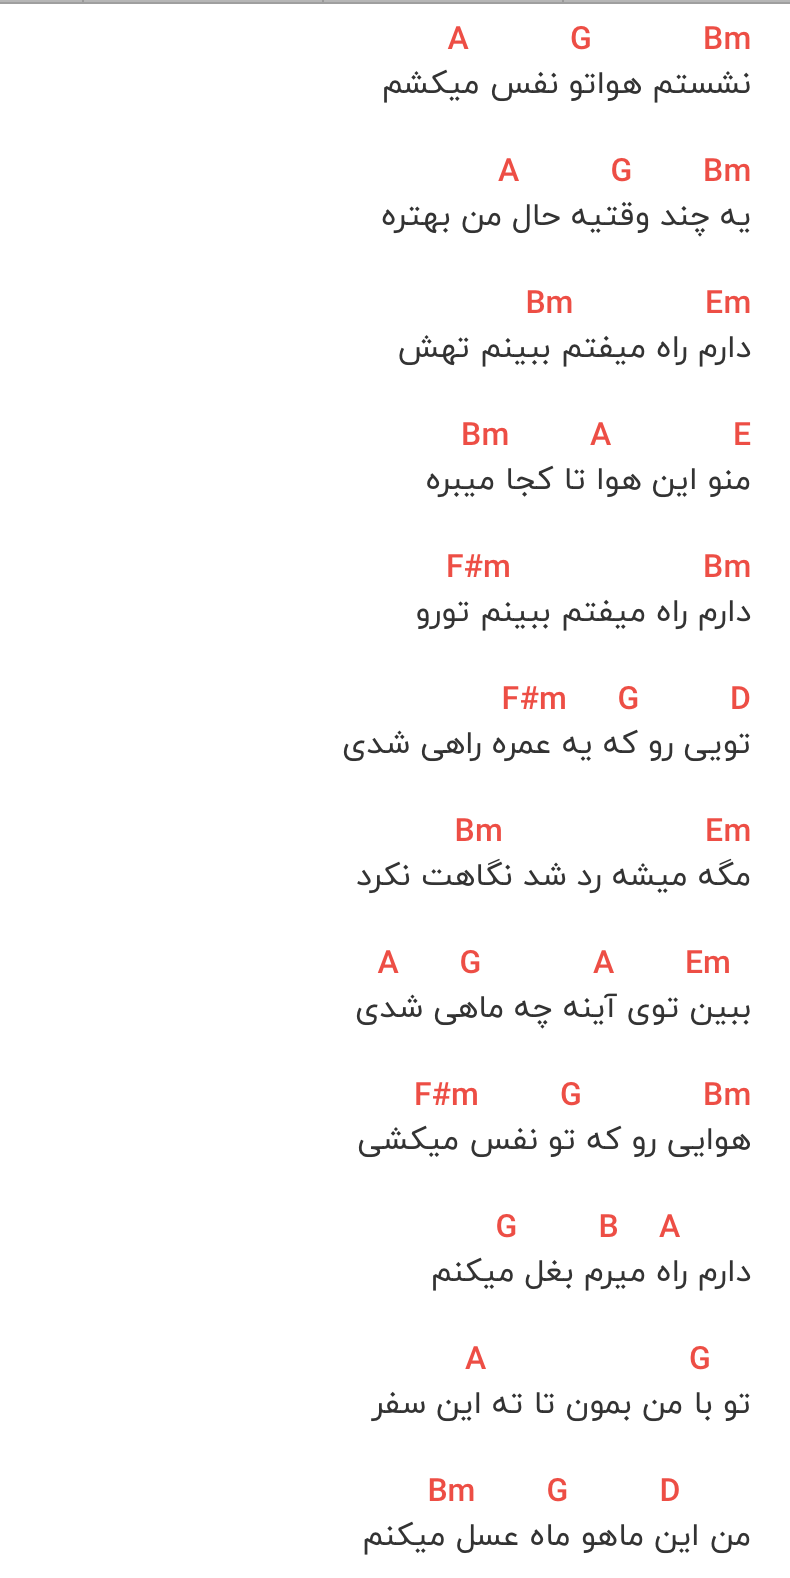 Bm G A
نشستم هواتو نفس میکشم
Bm G A
یه چند وقتیه حال من بهتره
Em Bm
دارم راه میفتم ببینم تهش
E A Bm
منو این هوا تا کجا میبره
Bm F#m
دارم راه میفتم ببینم تورو
D G F#m
تویی رو که یه عمره راهی شدی
Em Bm
مگه میشه رد شد نگاهت نکرد
Em A G A
ببین توی آینه چه ماهی شدی
Bm G F#m
هوایی رو که تو نفس میکشی
A B G
دارم راه میرم بغل میکنم
G A
تو با من بمون تا ته این سفر
D G Bm
من این ماهو ماه عسل میکنم